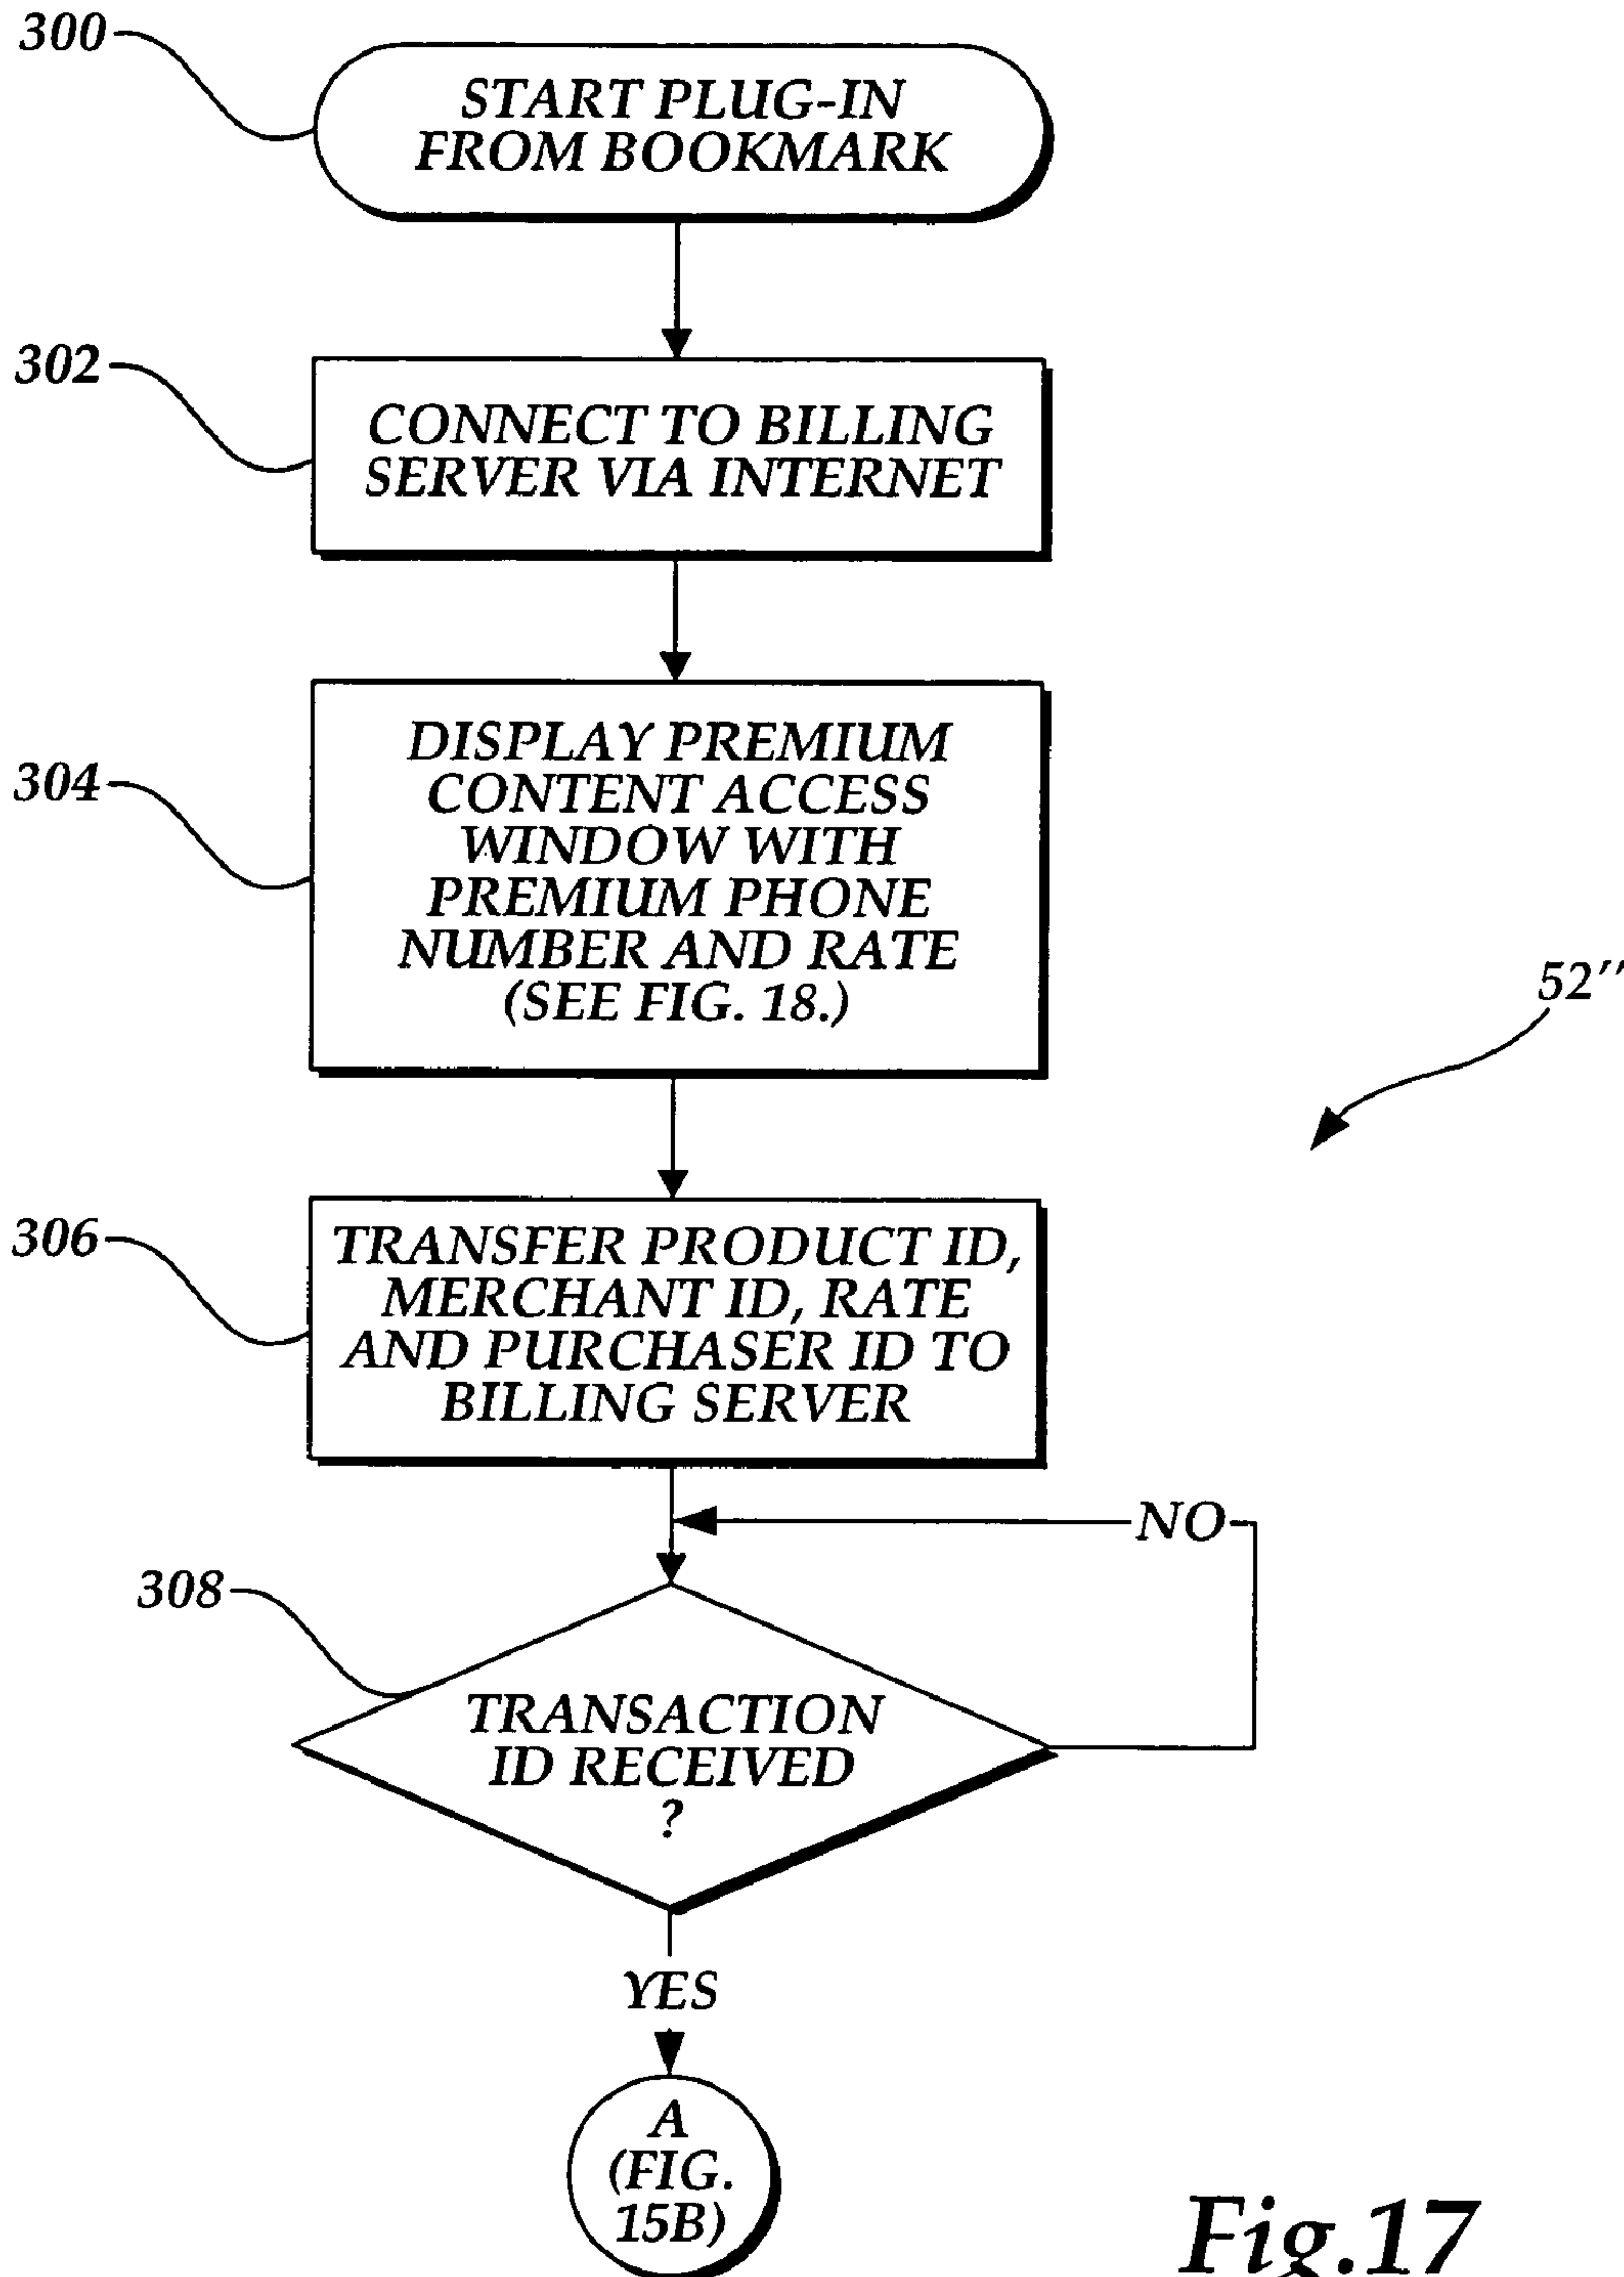 300
START PLUG-IN
FROM BOOKMARK
302
CONNECT TO BILLING
SERVER VIA INTERNET
304
DISPLAY PREMIUM
CONTENT ACCESS
WINDOW WITH
PREMIUM PHONE
NUMBER AND RATE
(SEE FIG. 18.)
52''
306
TRANSFER PRODUCT ID,
MERCHANT ID, RATE
AND PURCHASER ID TO
BILLING SERVER
NO
308
TRANSACTION
ID RECEIVED
?
YES
A
(FIG.
15B)
Fig.17